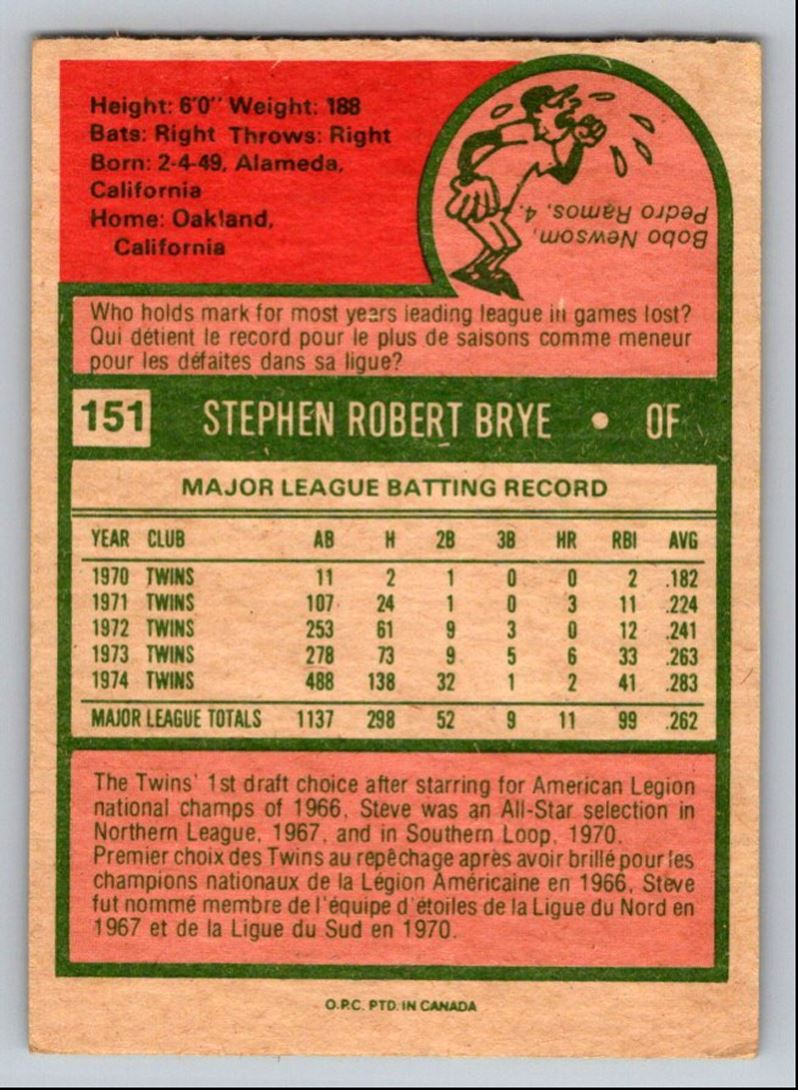 Height: 6'0" Weight: 188
Bats: Right Throws: Right
Born: 2-4-49, Alameda,
California
Home: Oakland,
California
Bobo Newsom,
Pedro Ramos, 4.
Who holds mark for most years leading league in games lost?
Qui détient le record pour le plus de saisons comme meneur
pour les défaites dans sa ligue?
151 STEPHEN ROBERT BRYE • OF
MAJOR LEAGUE BATTING RECORD
YEAR CLUB AB H 2B 3B HR RBI AVG
1970 TWINS 11 2 1 0 0 2 .182
1971 TWINS 107 24 1 0 3 11 .224
1972 TWINS 253 61 9 3 0 12 .241
1973 TWINS 278 73 9 5 6 33 .263
1974 TWINS 488 138 32 1 2 41 .283
MAJOR LEAGUE TOTALS 1137 298 52 9 11 99 .262
The Twins' 1st draft choice after starring for American Legion
national champs of 1966, Steve was an All-Star selection in
Northern League, 1967, and in Southern Loop, 1970.
Premier choix des Twins au repêchage après avoir brillé pour les
champions nationaux de la Légion Américaine en 1966, Steve
fut nommé membre de l'équipe d'étoiles de la Ligue du Nord en
1967 et de la Ligue du Sud en 1970.
O.P.C. PTD. IN CANADA